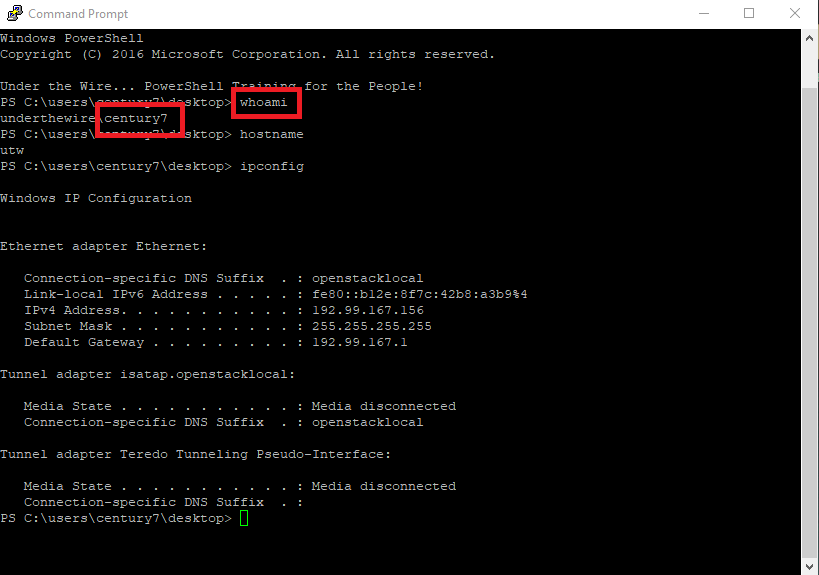 Command Prompt
Windows PowerShell
Copyright (C) 2016 Microsoft Corporation. All rights reserved.
Under the Wire... PowerShell Training for the People!
PS C:\users\century7\desktop> whoami
underthewire\century7
PS C:\users\century7\desktop> hostname
utw
PS C:\users\century7\desktop> ipconfig
Windows IP Configuration
Ethernet adapter Ethernet:
Connection-specific DNS Suffix  . : openstacklocal
Link-local IPv6 Address . . . . . : fe80::b12e:8f7c:42b8:a3b9%4
IPv4 Address. . . . . . . . . . . : 192.99.167.156
Subnet Mask . . . . . . . . . . . : 255.255.255.255
Default Gateway . . . . . . . . . : 192.99.167.1
Tunnel adapter isatap.openstacklocal:
Media State . . . . . . . . . . . : Media disconnected
Connection-specific DNS Suffix  . : openstacklocal
Tunnel adapter Teredo Tunneling Pseudo-Interface:
Media State . . . . . . . . . . . : Media disconnected
Connection-specific DNS Suffix  . :
PS C:\users\century7\desktop>